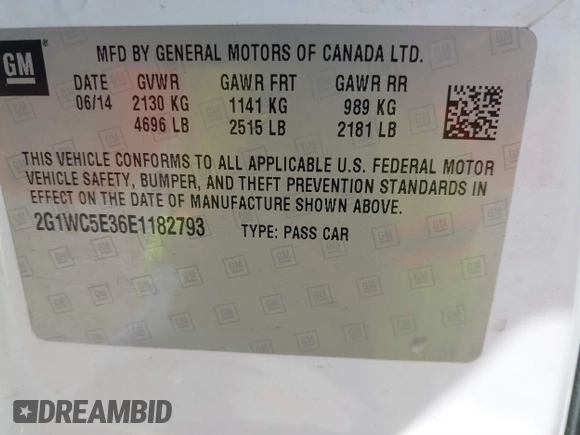 GM
MFD BY GENERAL MOTORS OF CANADA LTD.
DATE GVWR GAWR FRT GAWR RR
06/14 2130 KG 1141 KG 989 KG
4696 LB 2515 LB 2181 LB
THIS VEHICLE CONFORMS TO ALL APPLICABLE U.S. FEDERAL MOTOR
VEHICLE SAFETY, BUMPER, AND THEFT PREVENTION STANDARDS IN
EFFECT ON THE DATE OF MANUFACTURE SHOWN ABOVE.
2G1WC5E36E1182793 TYPE: PASS CAR
DREAMBID